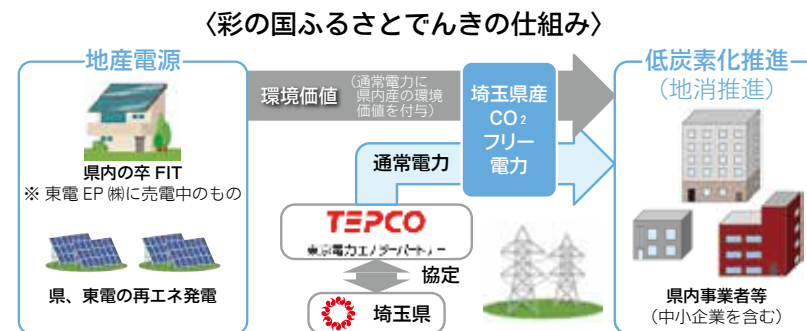 〈彩の国ふるさとでんきの仕組み〉
地産電源
県内の卒 FIT
※ 東電 EP ㈱に売電中のもの
県、東電の再エネ発電
環境価値
（通常電力に
県内産の環境
価値を付与）
埼玉県産
CO₂
フリー
電力
通常電力
TEPCO
東京電力エナジーパートナー
協定
埼玉県
低炭素化推進
（地消推進）
県内事業者等
（中小企業を含む）